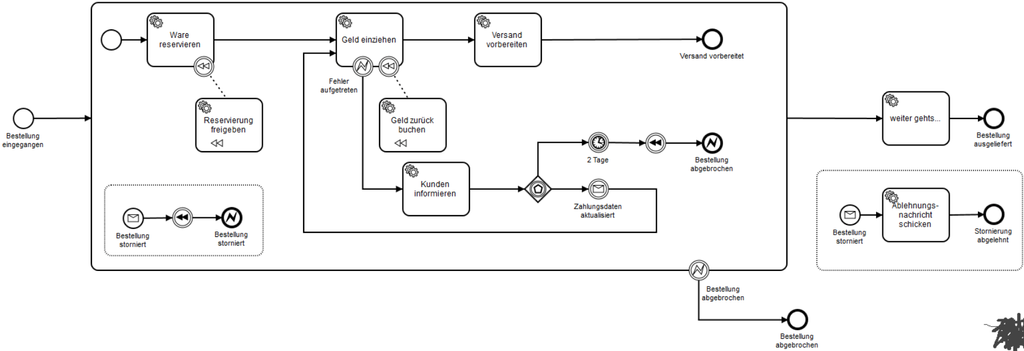 Ware
reservieren
Geld einziehen
Versand
vorbereiten
Versand vorbereitet
Fehler
aufgetreten
Reservierung
freigeben
Geld zurück
buchen
Bestellung
eingegangen
weiter gehts...
Bestellung
ausgeliefert
2 Tage
Bestellung
abgebrochen
Kunden
informieren
Zahlungsdaten
aktualisiert
Bestellung
storniert
Bestellung
storniert
Ablehnungs-
nachricht
schicken
Bestellung
storniert
Stornierung
abgelehnt
Bestellung
abgebrochen
Bestellung
abgebrochen